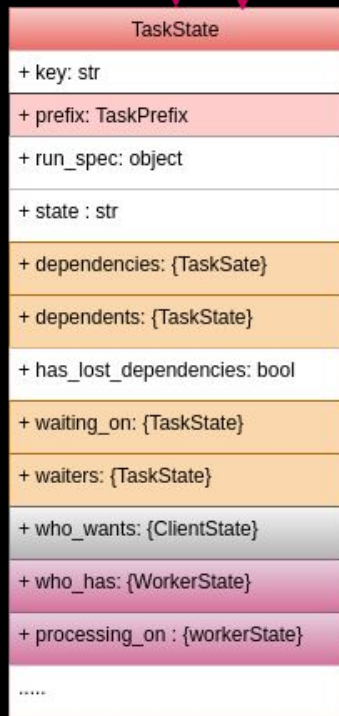 TaskState
+ key: str
+ prefix: TaskPrefix
+ run_spec: object
+ state : str
+ dependencies: {TaskSate}
+ dependents: {TaskState}
+ has_lost_dependencies: bool
+ waiting_on: {TaskState}
+ waiters: {TaskState}
+ who_wants: {ClientState}
+ who_has: {WorkerState}
+ processing_on : {workerState}
.....